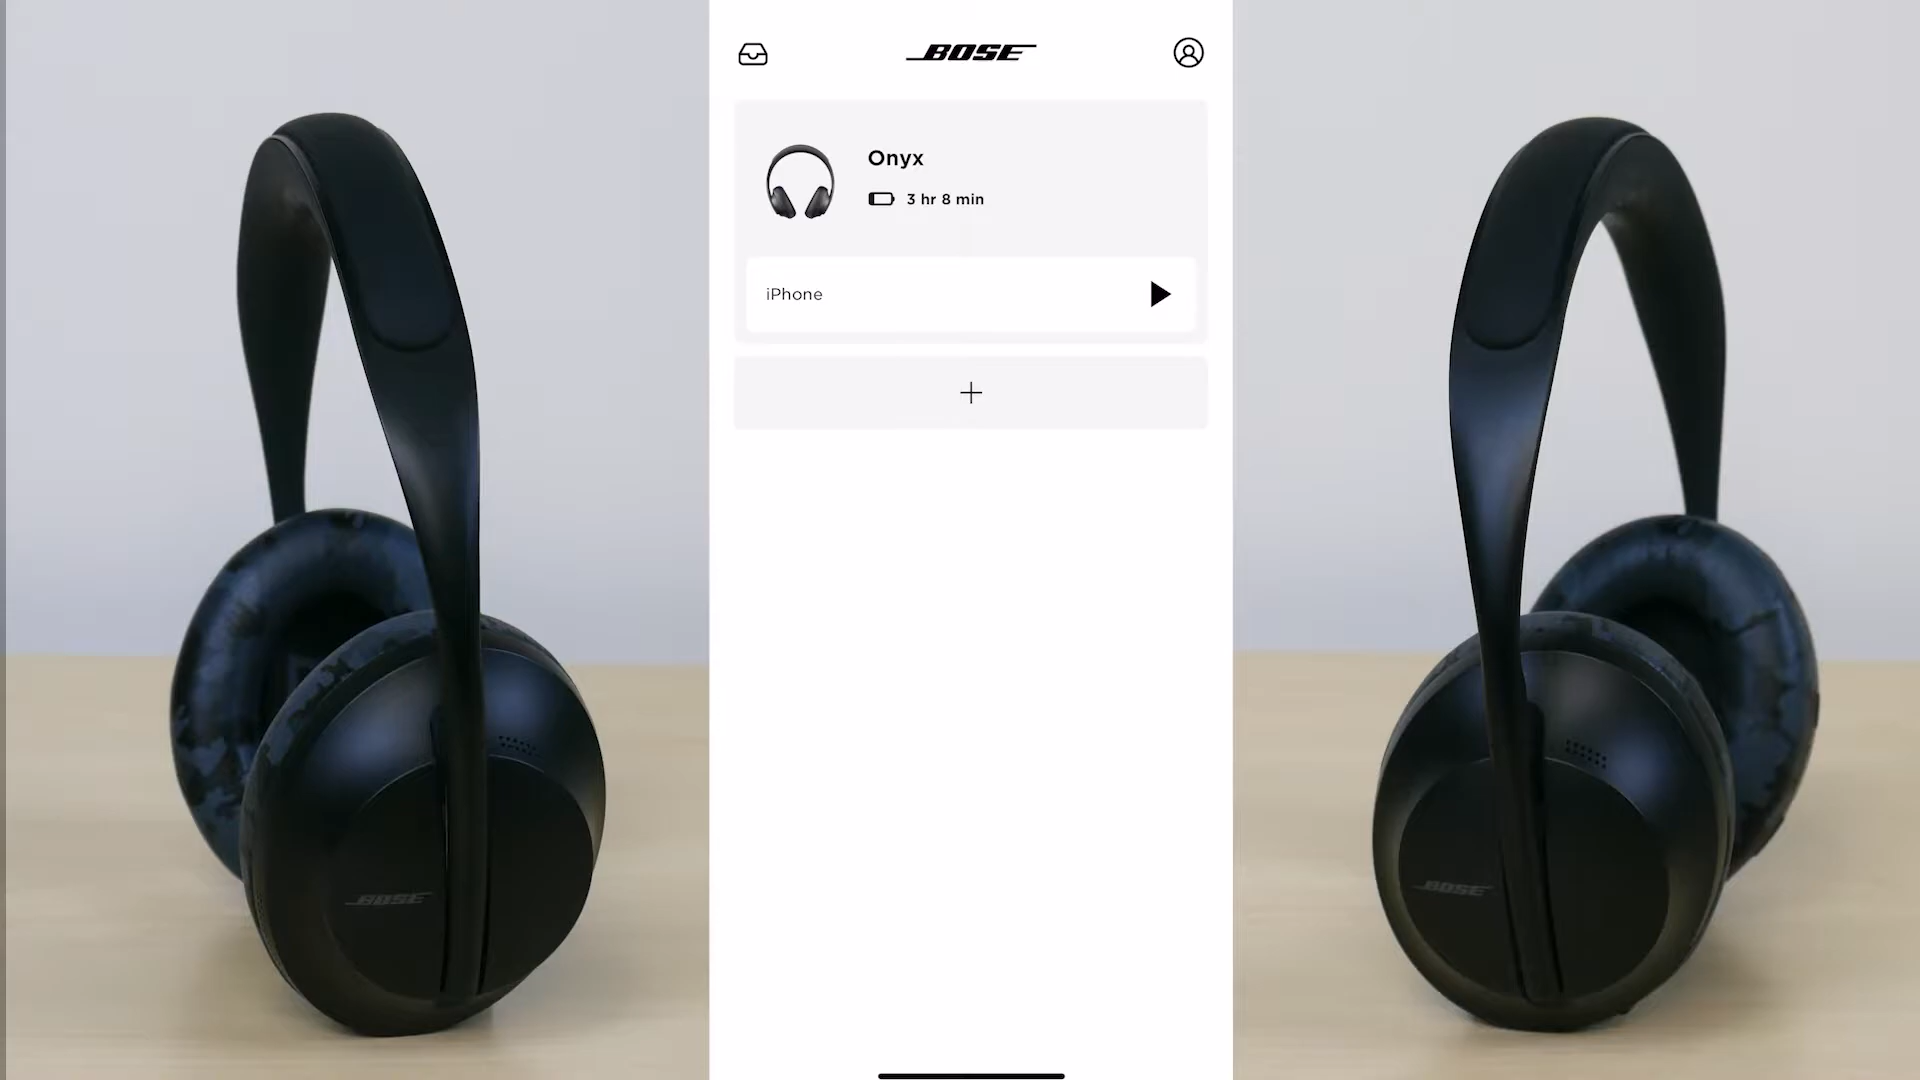 BOSE
Onyx
3 hr 8 min
iPhone
BOSE
BOSE